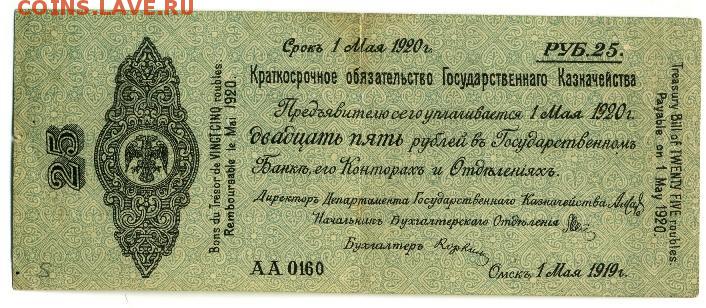 coins.lave.ru
Срокъ 1 Мая 1920г.
РУБ. 25.
Краткосрочное обязательство Государственнаго Казначейства
Предъявителю сего уплачивается 1 Мая 1920г.
двадцать пять рублей въ Государственномъ
Банкѣ, его Конторахъ и Отдѣленіяхъ.
Директоръ Департамента Государственнаго Казначейства
Начальникъ Бухгалтерскаго Отдѣленія
Бухгалтеръ
АА 0160
Омскъ, 1 Мая 1919г.
25
Bons du Trésor de VINGT CINQ roubles
Remboursable le Mai 1920.
Treasury Bill of TWENTY FIVE roubles.
Payable on 1 May 1920.